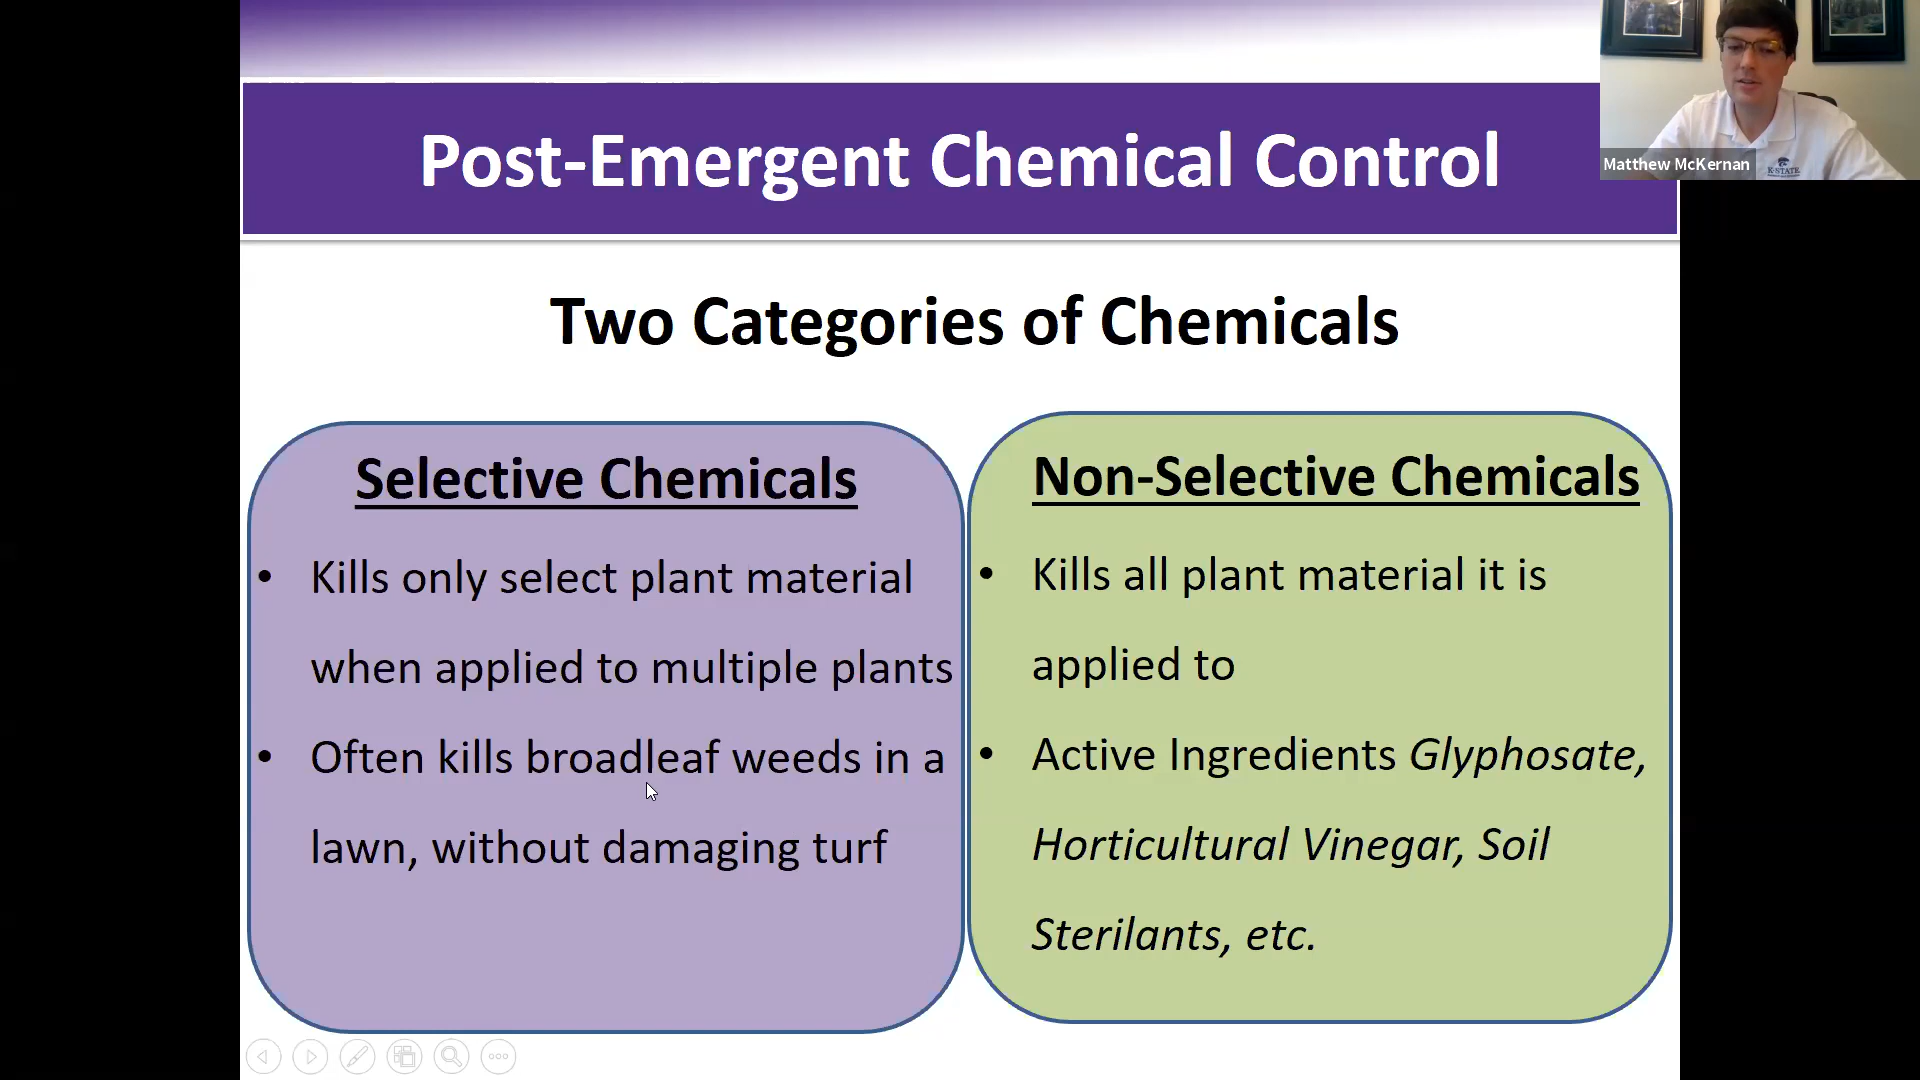 Post-Emergent Chemical Control
Matthew McKernan
K-STATE
Two Categories of Chemicals
Selective Chemicals
• Kills only select plant material
when applied to multiple plants
• Often kills broadleaf weeds in a
lawn, without damaging turf
Non-Selective Chemicals
• Kills all plant material it is
applied to
• Active Ingredients Glyphosate,
Horticultural Vinegar, Soil
Sterilants, etc.